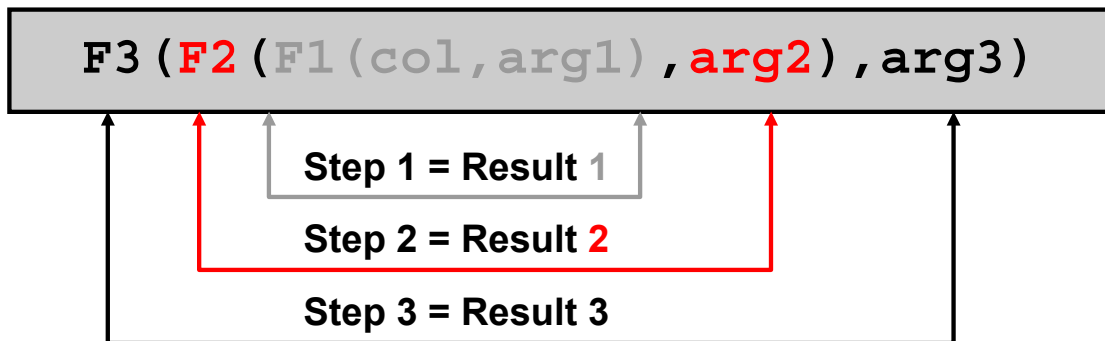 F3(F2(F1(col,arg1),arg2),arg3)
Step 1 = Result 1
Step 2 = Result 2
Step 3 = Result 3